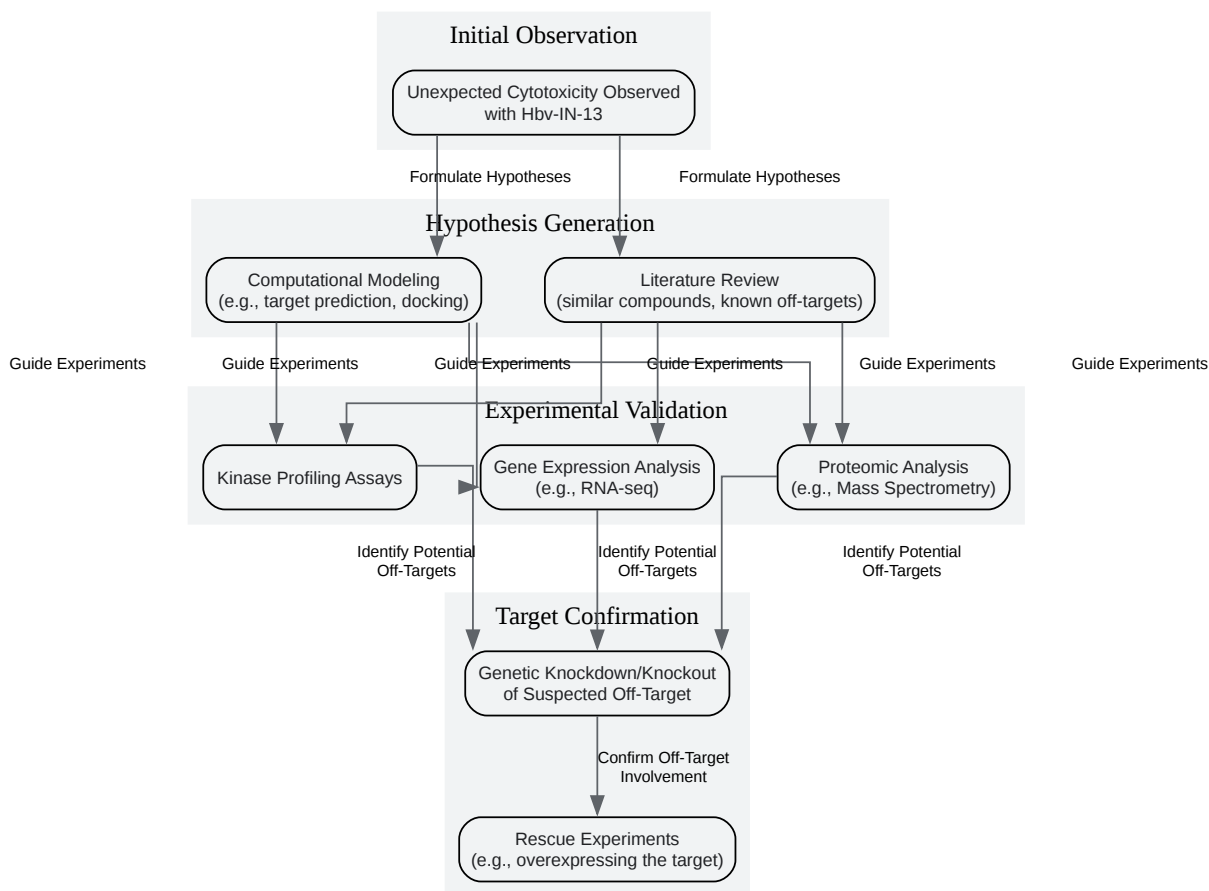 Initial Observation
Unexpected Cytotoxicity Observed
with Hbv-IN-13
Formulate Hypotheses
Formulate Hypotheses
Hypothesis Generation
Computational Modeling
(e.g., target prediction, docking)
Literature Review
(similar compounds, known off-targets)
Guide Experiments
Guide Experiments
Guide Experiments
Guide Experiments
Guide Experiments
Guide Experiments
Experimental Validation
Kinase Profiling Assays
Gene Expression Analysis
(e.g., RNA-seq)
Proteomic Analysis
(e.g., Mass Spectrometry)
Identify Potential
Off-Targets
Identify Potential
Off-Targets
Identify Potential
Off-Targets
Target Confirmation
Genetic Knockdown/Knockout
of Suspected Off-Target
Confirm Off-Target
Involvement
Rescue Experiments
(e.g., overexpressing the target)